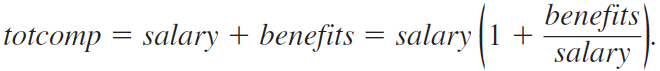 totcomp = salary + benefits = salary(1 + benefits/salary).